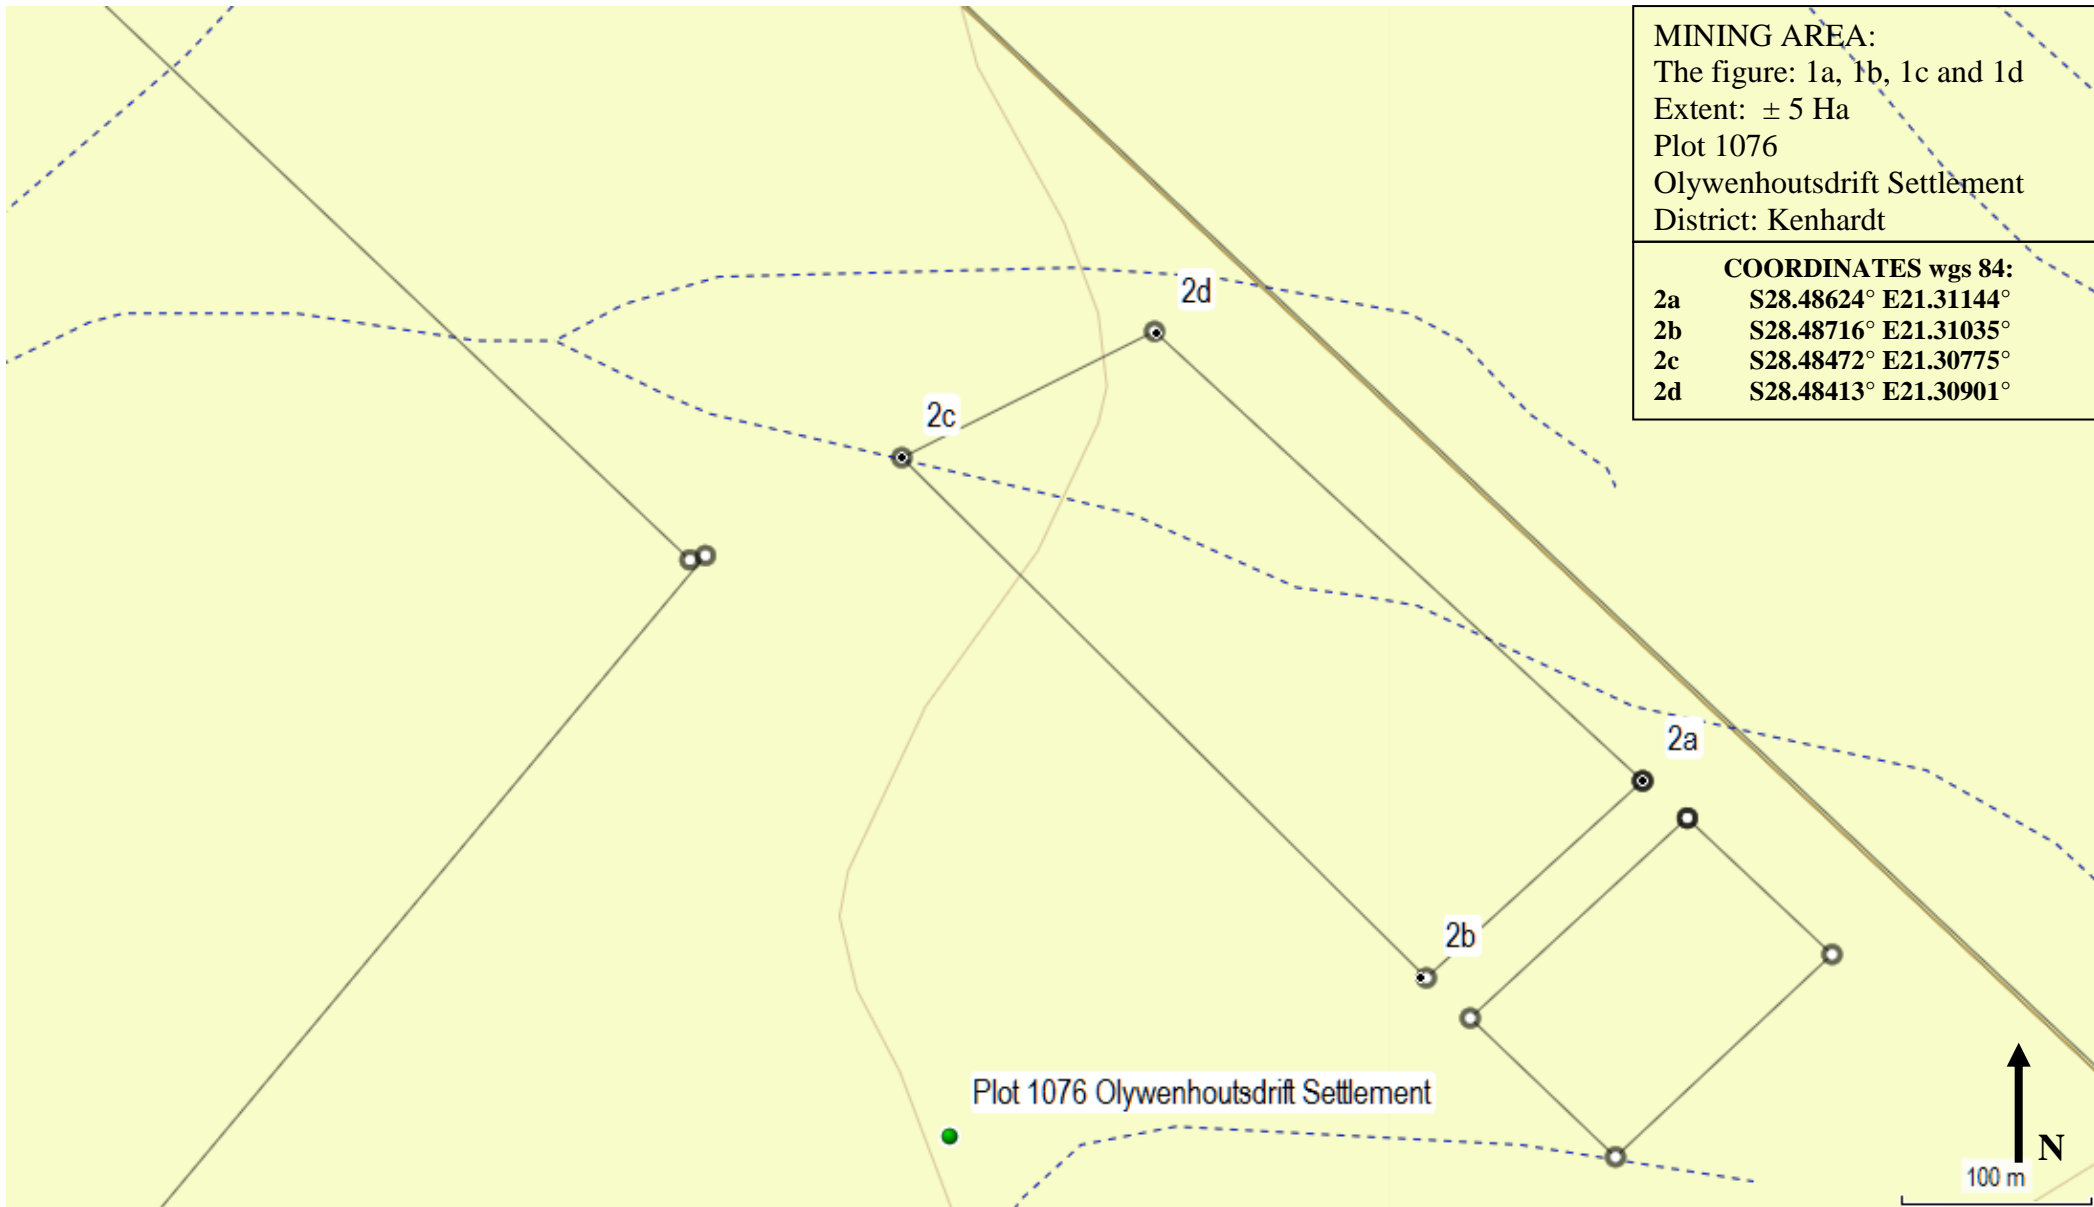 MINING AREA:
The figure: 1a, 1b, 1c and 1d
Extent: ± 5 Ha
Plot 1076
Olywenhoutsdrift Settlement
District: Kenhardt
COORDINATES wgs 84:
2a S28.48624° E21.31144°
2b S28.48716° E21.31035°
2c S28.48472° E21.30775°
2d S28.48413° E21.30901°
2d
2c
2a
2b
Plot 1076 Olywenhoutsdrift Settlement
N
100 m